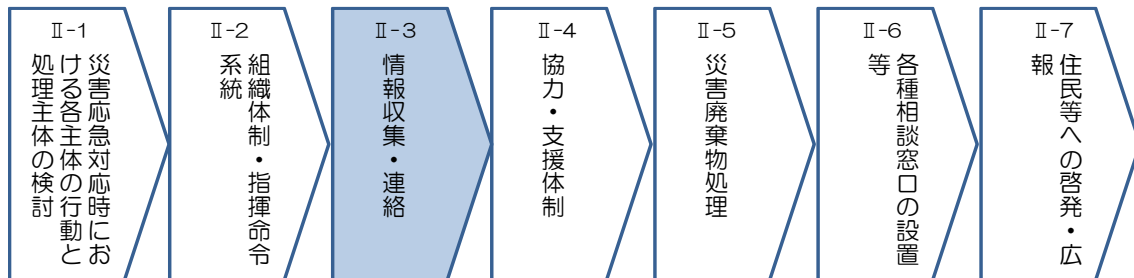 Ⅱ-1
災害応急対応時にお
ける各主体の行動と
処理主体の検討
Ⅱ-2
組織体制・指揮命令
系統
Ⅱ-3
情報収集・連絡
Ⅱ-4
協力・支援体制
Ⅱ-5
災害廃棄物処理
Ⅱ-6
各種相談窓口の設置
等
Ⅱ-7
住民等への啓発・広
報